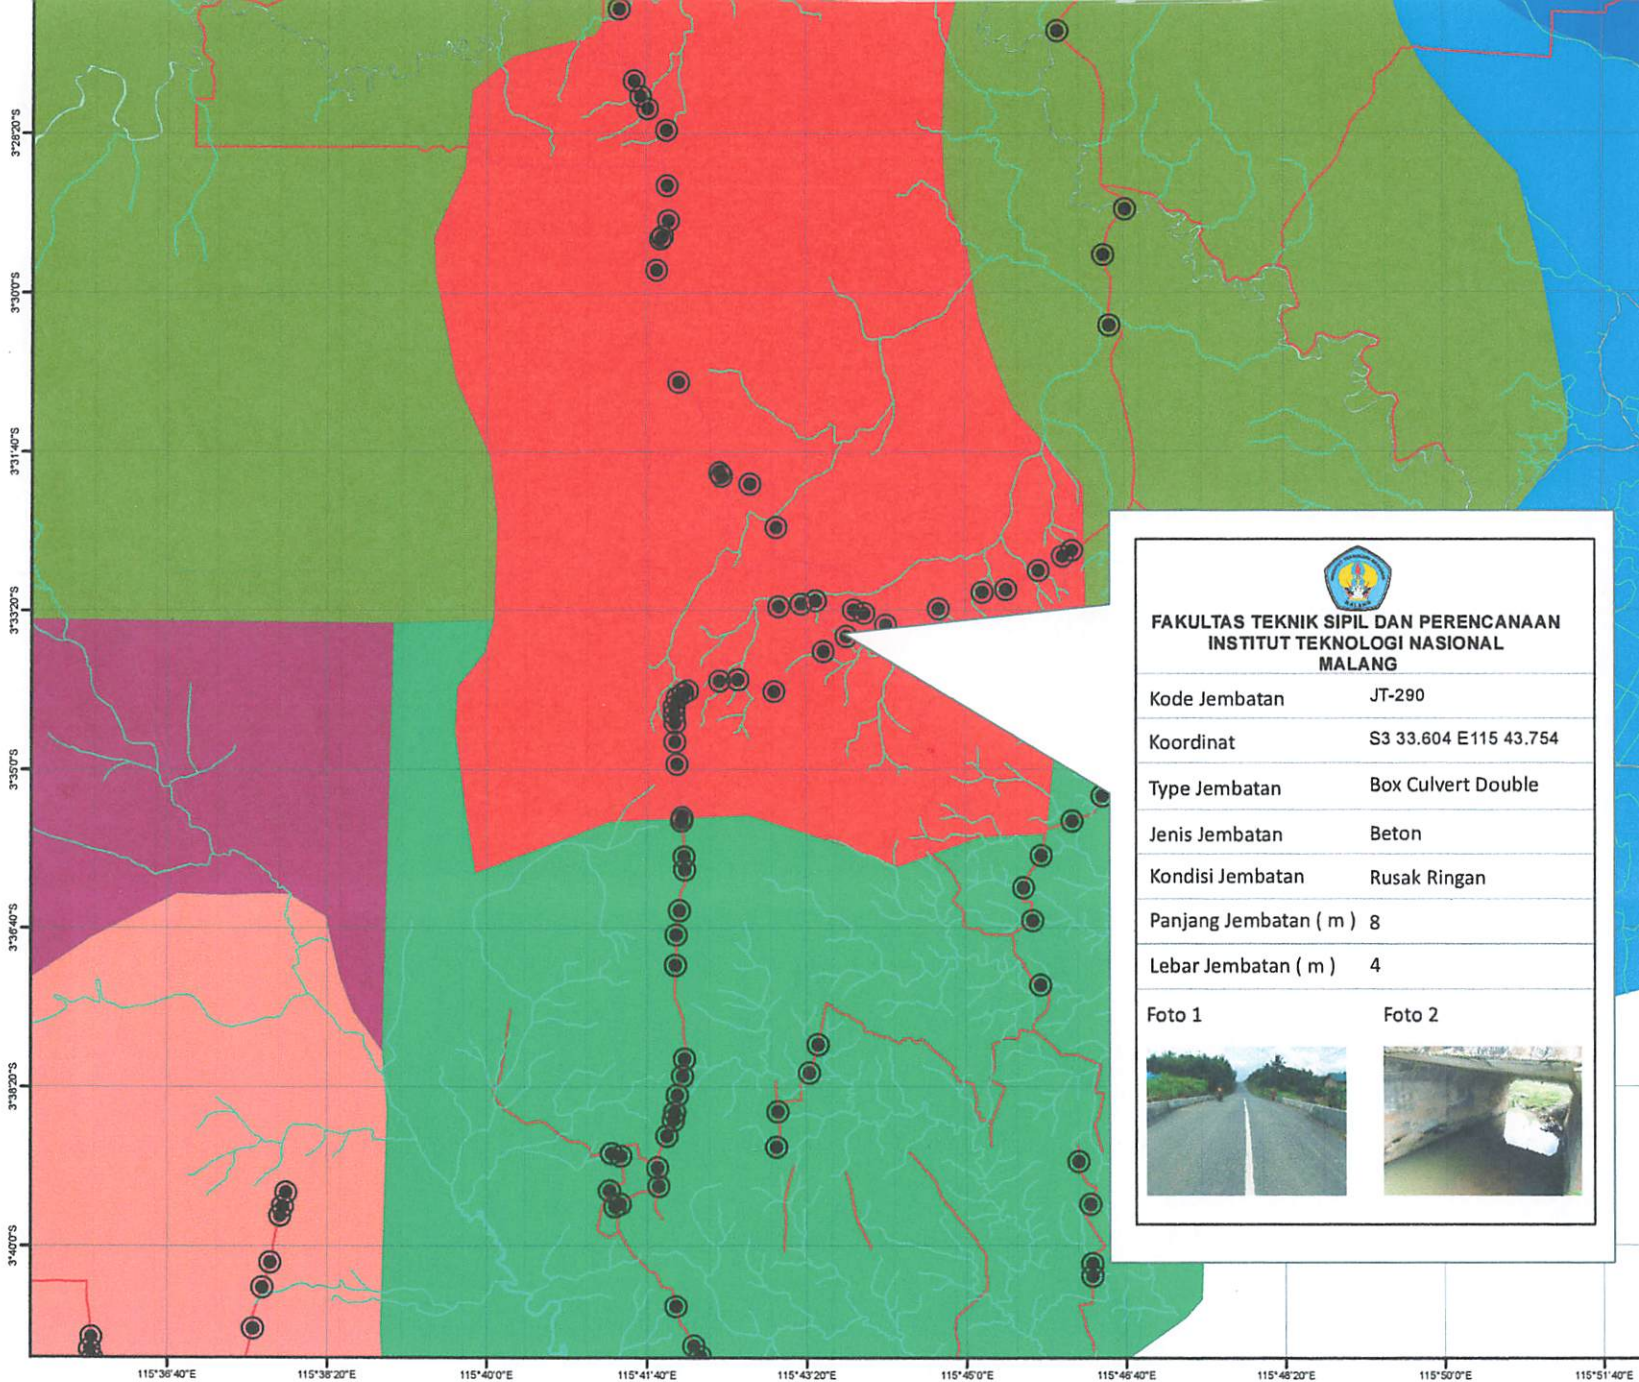 3°28'20"S
3°30'0"S
3°31'40"S
3°33'20"S
3°35'0"S
3°36'40"S
3°38'20"S
3°40'0"S
115°36'40"E
115°38'20"E
115°40'0"E
115°41'40"E
115°43'20"E
115°45'0"E
115°46'40"E
115°48'20"E
115°50'0"E
115°51'40"E
MALANG
FAKULTAS TEKNIK SIPIL DAN PERENCANAAN
INSTITUT TEKNOLOGI NASIONAL
MALANG
Kode Jembatan JT-290
Koordinat S3 33.604 E115 43.754
Type Jembatan Box Culvert Double
Jenis Jembatan Beton
Kondisi Jembatan Rusak Ringan
Panjang Jembatan ( m ) 8
Lebar Jembatan ( m ) 4
Foto 1 Foto 2